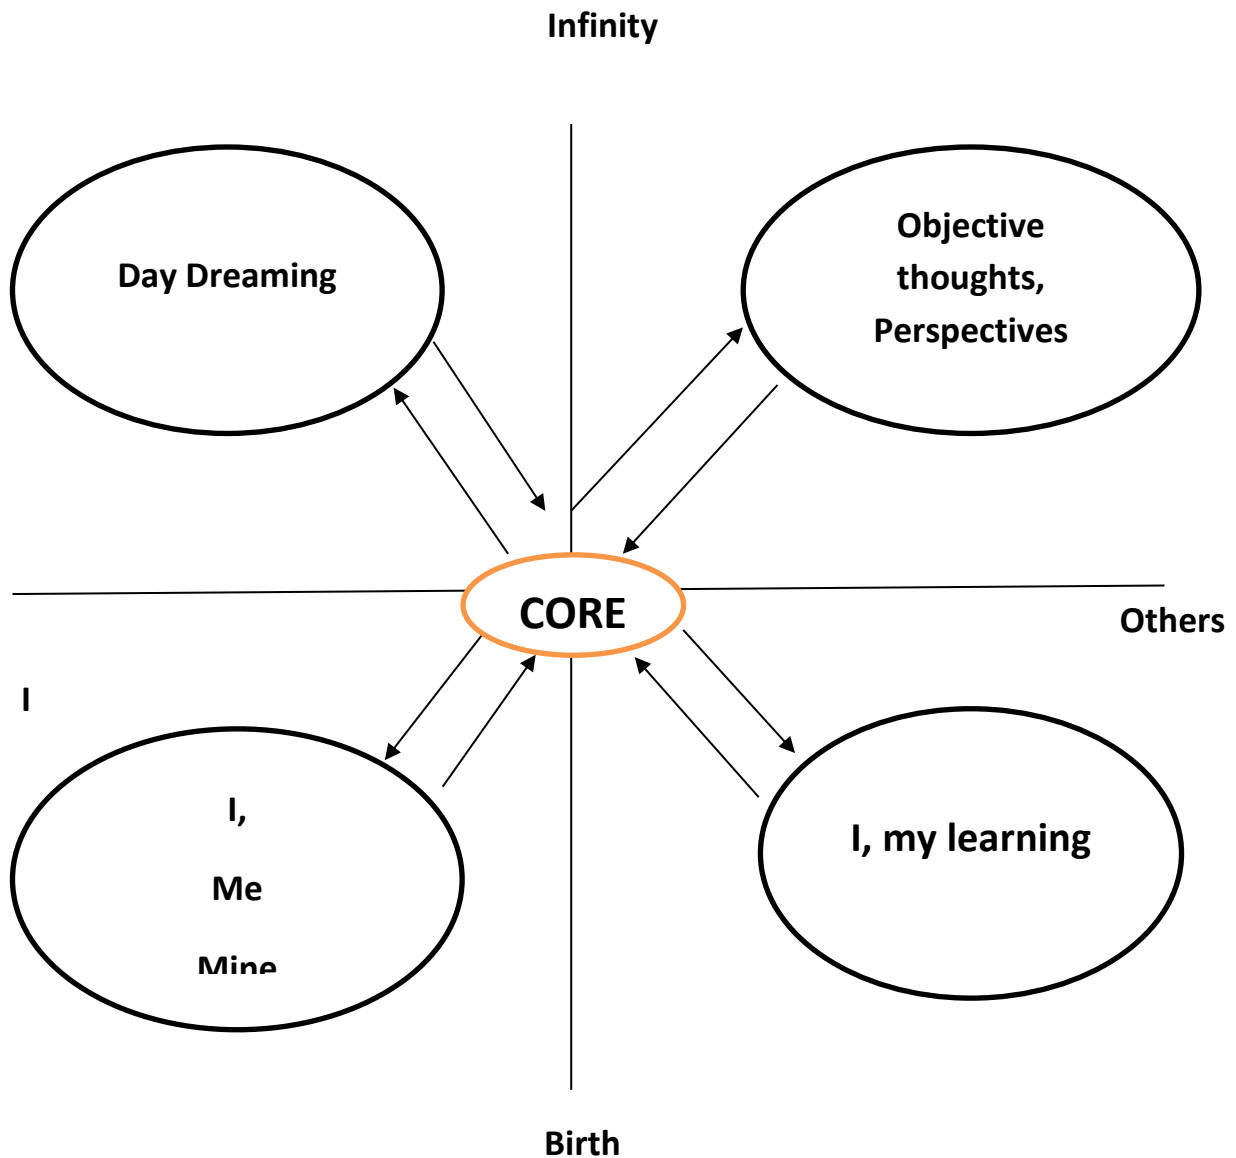 Infinity
Day Dreaming
Objective
thoughts,
Perspectives
CORE
Others
I
I,
Me
Mine
I, my learning
Birth